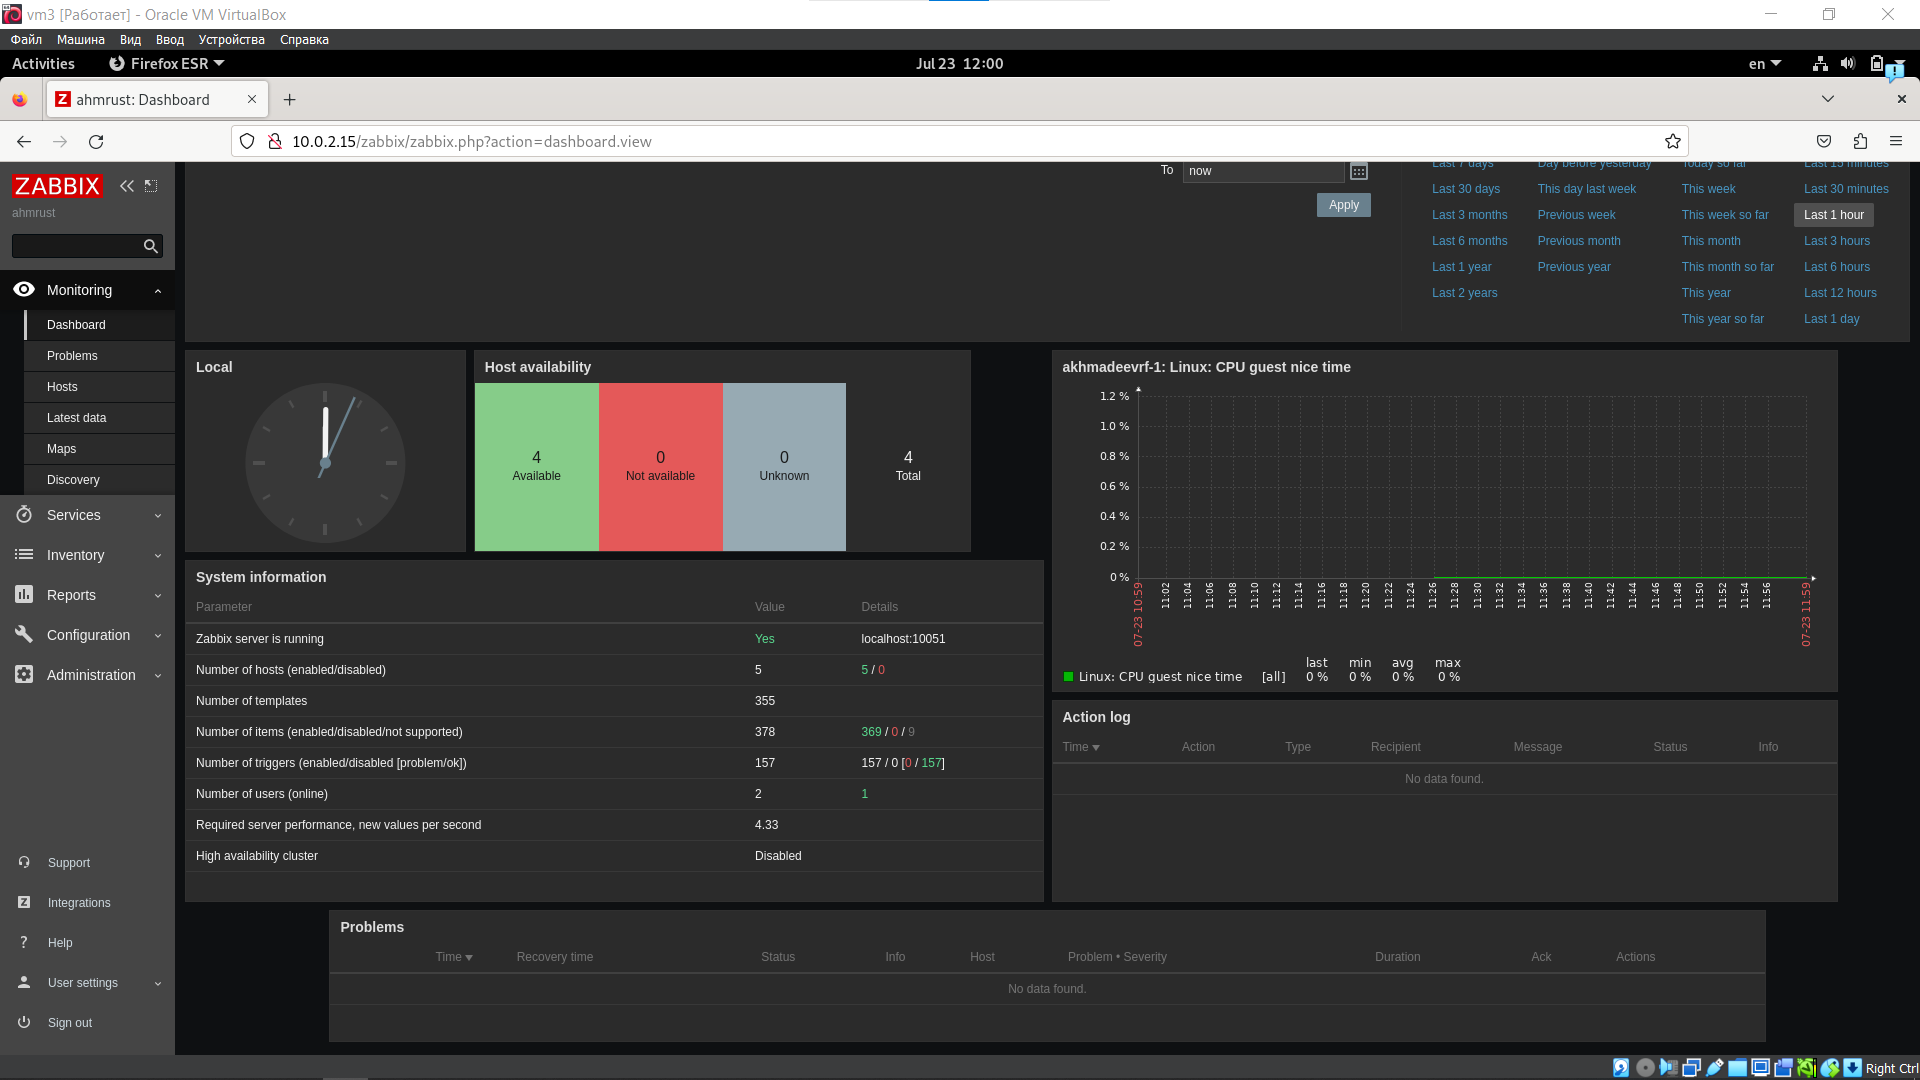 vm3 [Работает] - Oracle VM VirtualBox
Файл Машина Вид Ввод Устройства Справка
Activities Firefox ESR Jul 23 12:00 en
ahmrust: Dashboard
10.0.2.15/zabbix/zabbix.php?action=dashboard.view
ZABBIX
ahmrust
Monitoring
Dashboard
Problems
Hosts
Latest data
Maps
Discovery
Services
Inventory
Reports
Configuration
Administration
Support
Integrations
Help
User settings
Sign out
To now
Apply
Last 7 days Day before yesterday Today so far Last 15 minutes
Last 30 days This day last week This week Last 30 minutes
Last 3 months Previous week This week so far Last 1 hour
Last 6 months Previous month This month Last 3 hours
Last 1 year Previous year This month so far Last 6 hours
Last 2 years This year Last 12 hours
This year so far Last 1 day
Local
Host availability
4 0 0 4
Available Not available Unknown Total
akhmadeevrf-1: Linux: CPU guest nice time
1.2 %
1.0 %
0.8 %
0.6 %
0.4 %
0.2 %
0 %
07-23 10:59 11:02 11:04 11:06 11:08 11:10 11:12 11:14 11:16 11:18 11:20 11:22 11:24 11:26 11:28 11:30 11:32 11:34 11:36 11:38 11:40 11:42 11:44 11:46 11:48 11:50 11:52 11:54 11:56 07-23 11:59
last min avg max
Linux: CPU guest nice time [all] 0 % 0 % 0 % 0 %
System information
Parameter Value Details
Zabbix server is running Yes localhost:10051
Number of hosts (enabled/disabled) 5 5 / 0
Number of templates 355
Number of items (enabled/disabled/not supported) 378 369 / 0 / 9
Number of triggers (enabled/disabled [problem/ok]) 157 157 / 0 [0 / 157]
Number of users (online) 2 1
Required server performance, new values per second 4.33
High availability cluster Disabled
Action log
Time Action Type Recipient Message Status Info
No data found.
Problems
Time Recovery time Status Info Host Problem • Severity Duration Ack Actions
No data found.
Right Ctrl